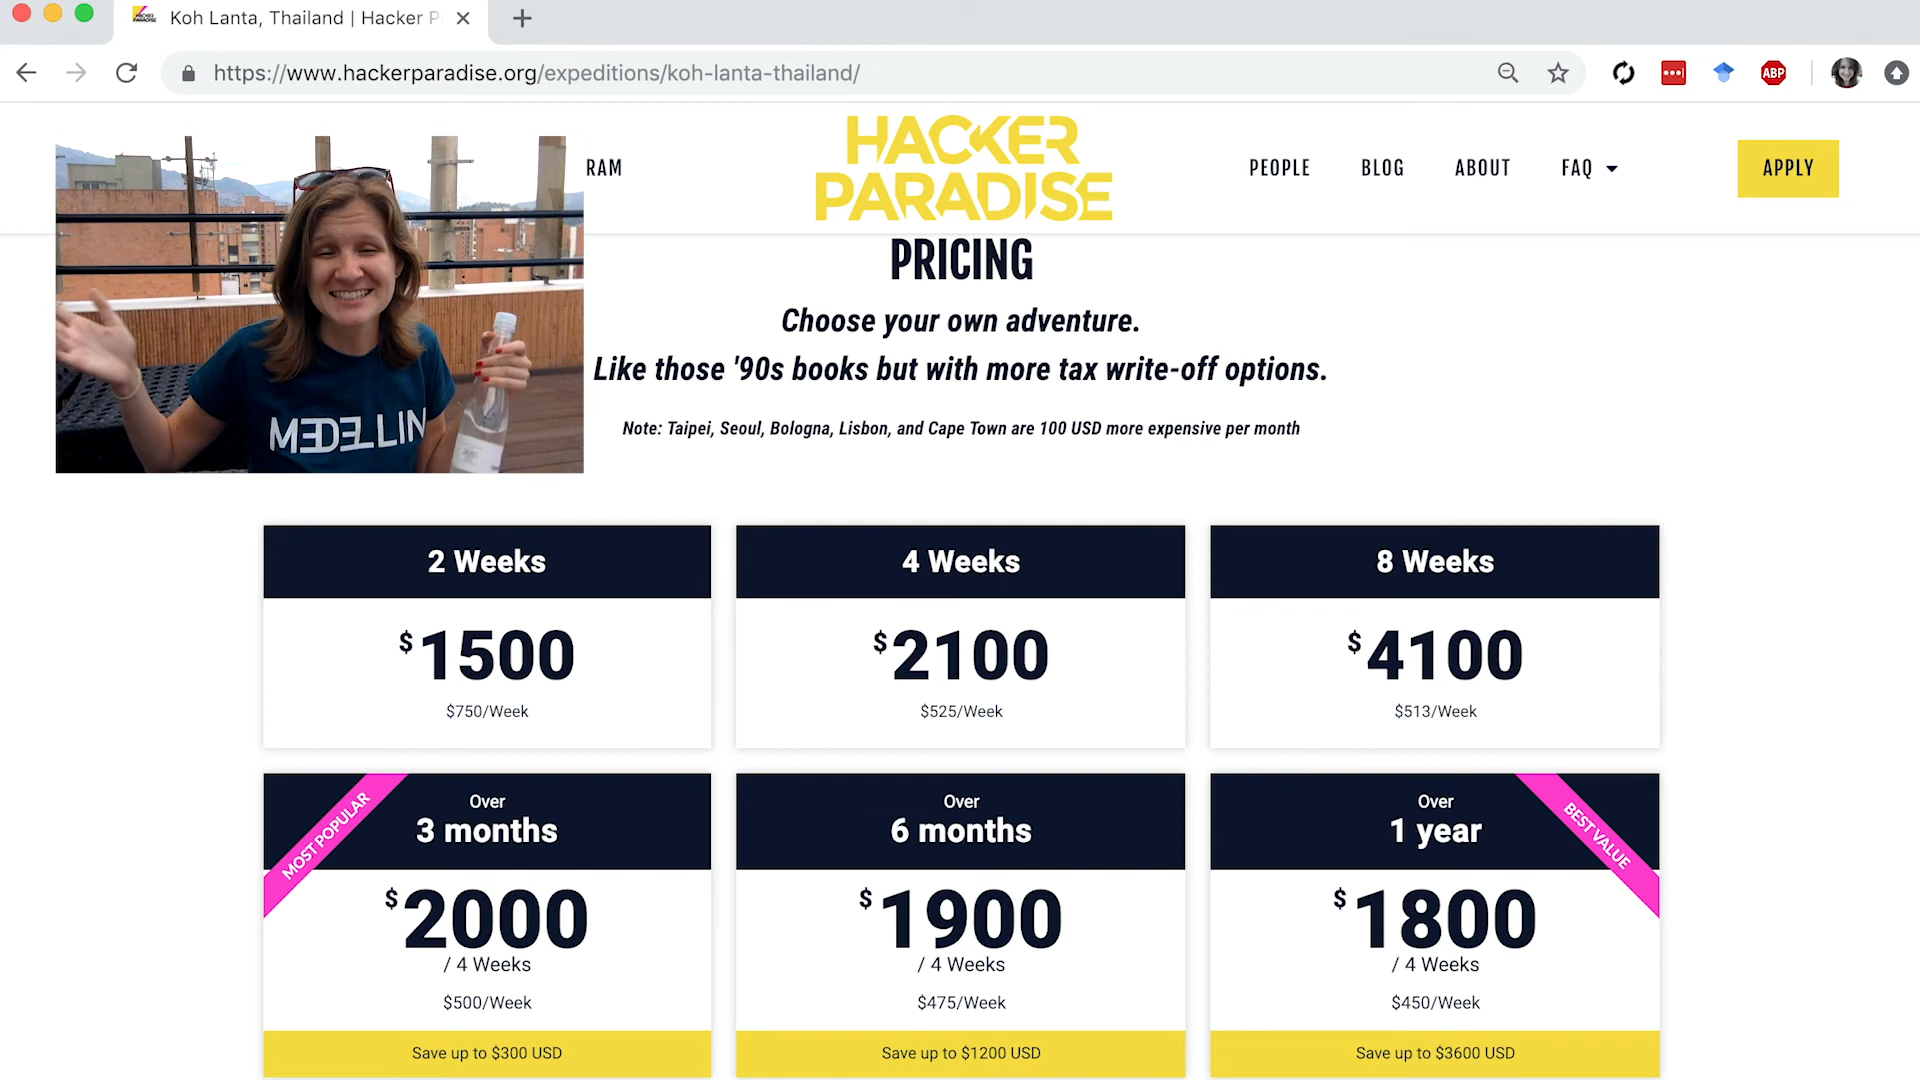 Koh Lanta, Thailand | Hacker P
https://www.hackerparadise.org/expeditions/koh-lanta-thailand/
ABP
RAM
HACKER
PARADISE
PEOPLE
BLOG
ABOUT
FAQ
APPLY
MEDELLIN
PRICING
Choose your own adventure.
Like those '90s books but with more tax write-off options.
Note: Taipei, Seoul, Bologna, Lisbon, and Cape Town are 100 USD more expensive per month
2 Weeks
$1500
$750/Week
4 Weeks
$2100
$525/Week
8 Weeks
$4100
$513/Week
MOST POPULAR
Over
3 months
$2000
/ 4 Weeks
$500/Week
Save up to $300 USD
Over
6 months
$1900
/ 4 Weeks
$475/Week
Save up to $1200 USD
BEST VALUE
Over
1 year
$1800
/ 4 Weeks
$450/Week
Save up to $3600 USD